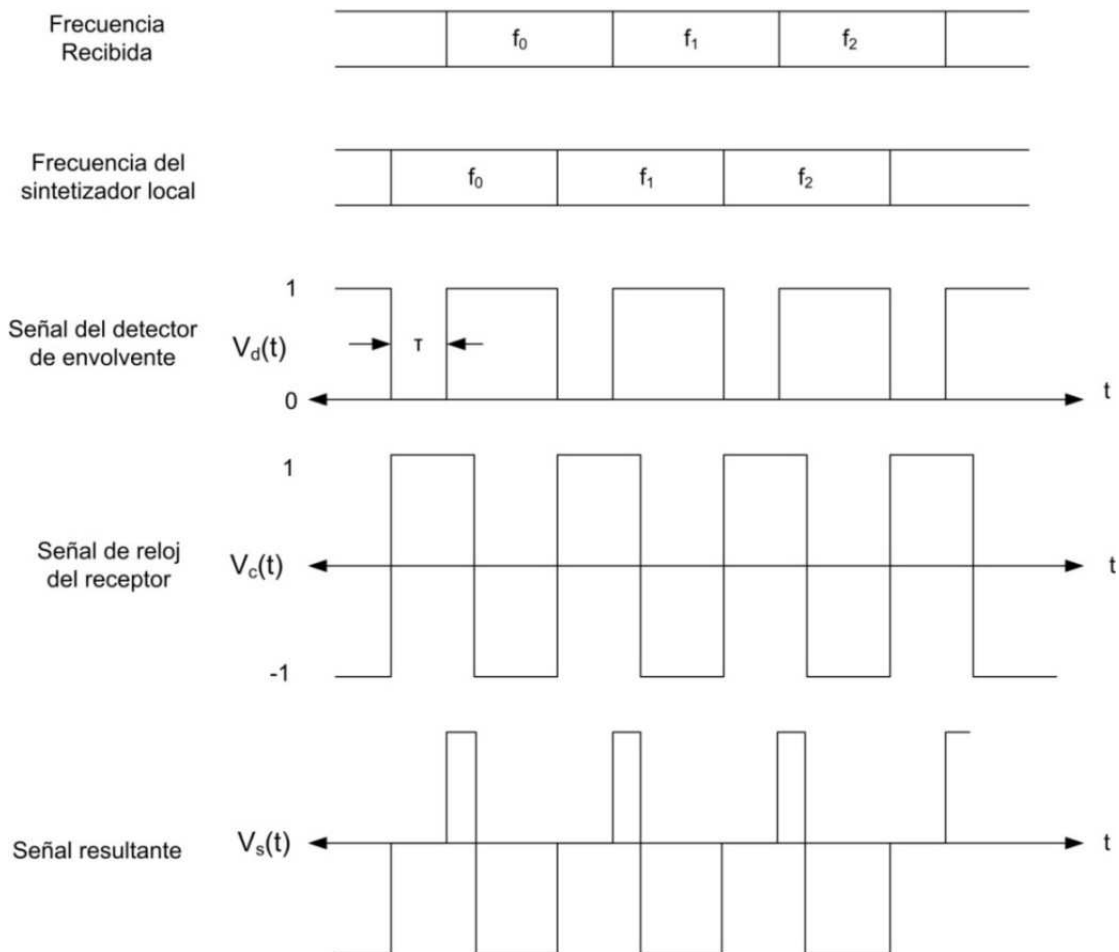 Frecuencia
Recibida
f₀ f₁ f₂
Frecuencia del
sintetizador local
f₀ f₁ f₂
Señal del detector
de envolvente
V_d(t)
1
T
0
t
Señal de reloj
del receptor
V_c(t)
1
-1
t
Señal resultante
V_s(t)
t